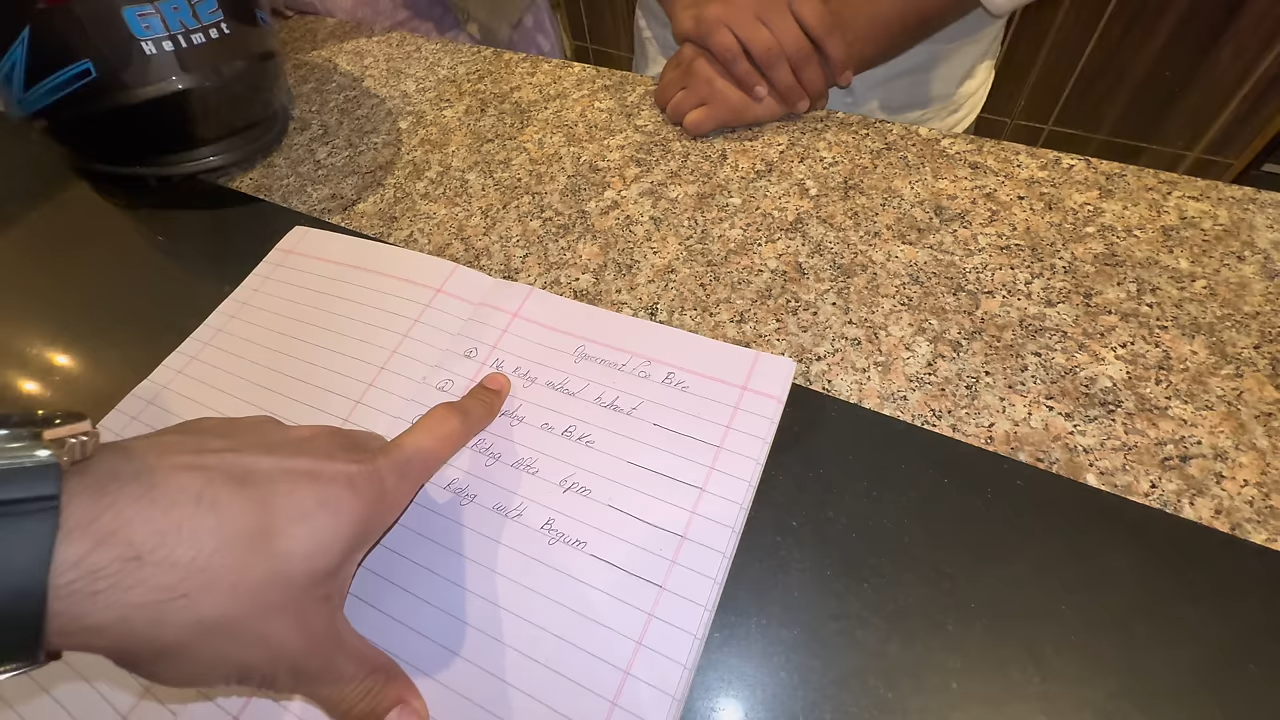 GRZ
Helmet
Agreement for Bike
① No Riding without helmet
② on Bike
Riding After 6pm
Riding with Begum